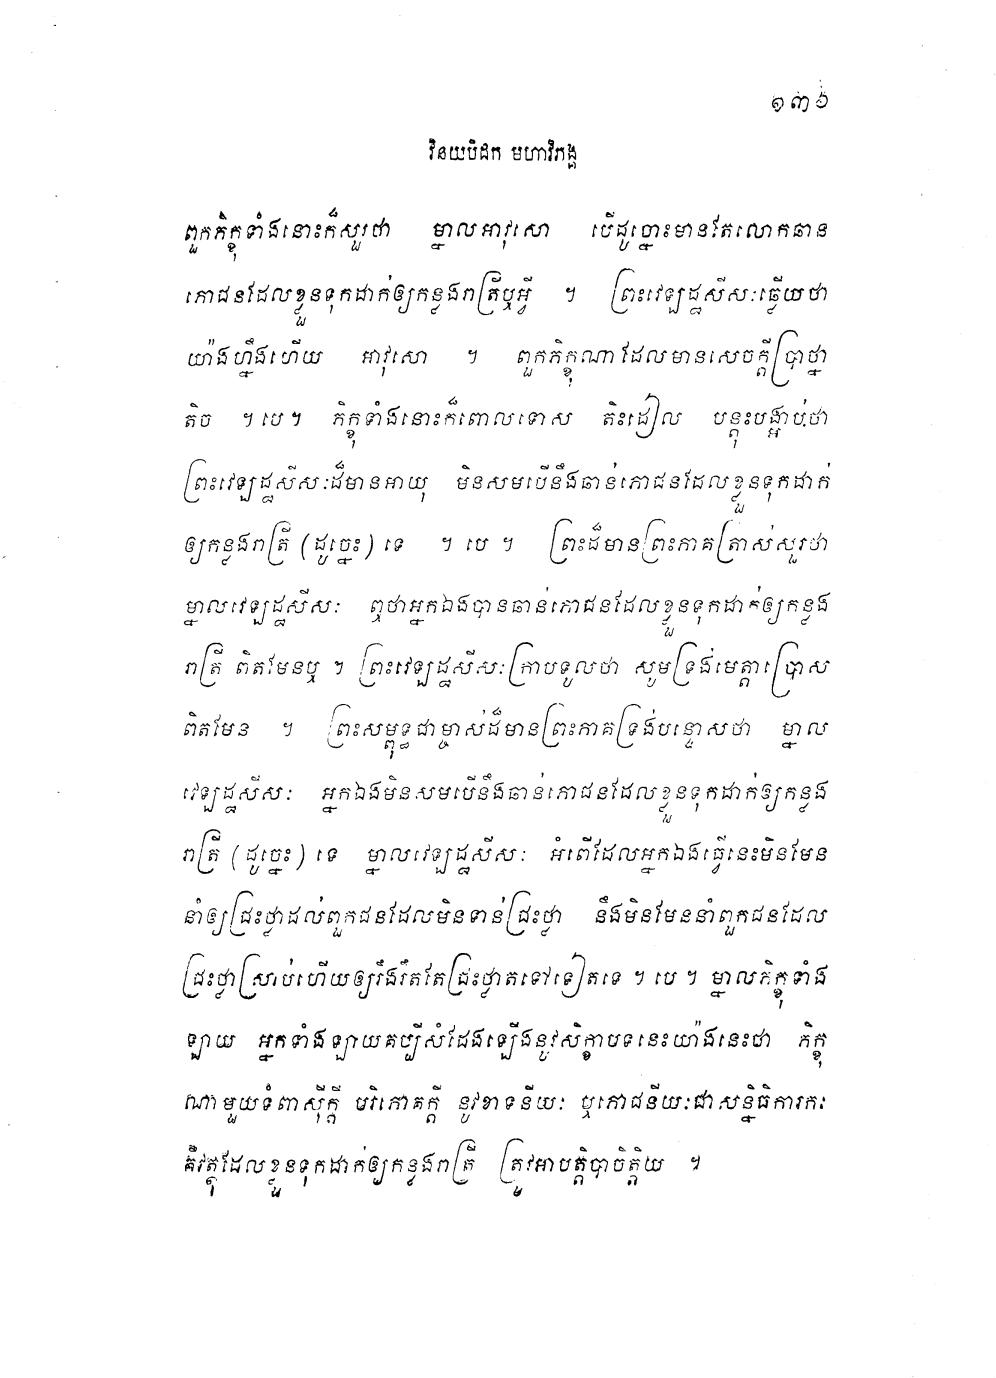 ១៣៦
វិនយបិដក មហាវិភង្គ
ពួកភិក្ខុទាំងនោះក៏សួរថា ម្នាលអាវុសោ បើដូច្នោះមានតែលោកឆាន់
ភោជនដែលខ្លួនទុកដាក់ឲ្យកន្លងរាត្រីឬអ្វី ។ ព្រះវេឡដ្ឋសីសៈឆ្លើយថា
យ៉ាងហ្នឹងហើយ អាវុសោ ។ ពួកភិក្ខុណាដែលមានសេចក្តីប្រាថ្នា
តិច ។ បេ ។ ភិក្ខុទាំងនោះក៏ពោលទោស តិះដៀល បន្តុះបង្អាប់ថា
ព្រះវេឡដ្ឋសីសៈដ៏មានអាយុ មិនសមបើនឹងឆាន់ភោជនដែលខ្លួនទុកដាក់
ឲ្យកន្លងរាត្រី (ដូច្នេះ) ទេ ។ បេ ។ ព្រះដ៏មានព្រះភាគត្រាស់សួរថា
ម្នាលវេឡដ្ឋសីសៈ ឮថាអ្នកឯងបានឆាន់ភោជនដែលខ្លួនទុកដាក់ឲ្យកន្លង
រាត្រី ពិតមែនឬ ។ ព្រះវេឡដ្ឋសីសៈក្រាបទូលថា សូមទ្រង់មេត្តាប្រោស
ពិតមែន ។ ព្រះសម្ពុទ្ធជាម្ចាស់ដ៏មានព្រះភាគទ្រង់បន្ទោសថា ម្នាល
វេឡដ្ឋសីសៈ អ្នកឯងមិនសមបើនឹងឆាន់ភោជនដែលខ្លួនទុកដាក់ឲ្យកន្លង
រាត្រី (ដូច្នេះ) ទេ ម្នាលវេឡដ្ឋសីសៈ អំពើដែលអ្នកឯងធ្វើនេះមិនមែន
នាំឲ្យជ្រះថ្លាដល់ពួកជនដែលមិនទាន់ជ្រះថ្លា នឹងមិនមែននាំពួកជនដែល
ជ្រះថ្លាស្រាប់ហើយឲ្យរឹងរឹតតែជ្រះថ្លាតទៅទៀតទេ ។ បេ ។ ម្នាលភិក្ខុទាំង
ឡាយ អ្នកទាំងឡាយគប្បីសំដែងឡើងនូវសិក្ខាបទនេះយ៉ាងនេះថា ភិក្ខុ
ណាមួយទំពាស៊ីក្តី បរិភោគក្តី នូវខាទនីយៈ ឬភោជនីយៈជាសន្និធិការកៈ
គឺវត្ថុដែលខ្លួនទុកដាក់ឲ្យកន្លងរាត្រី ត្រូវអាបត្តិបាចិត្តិយ ។